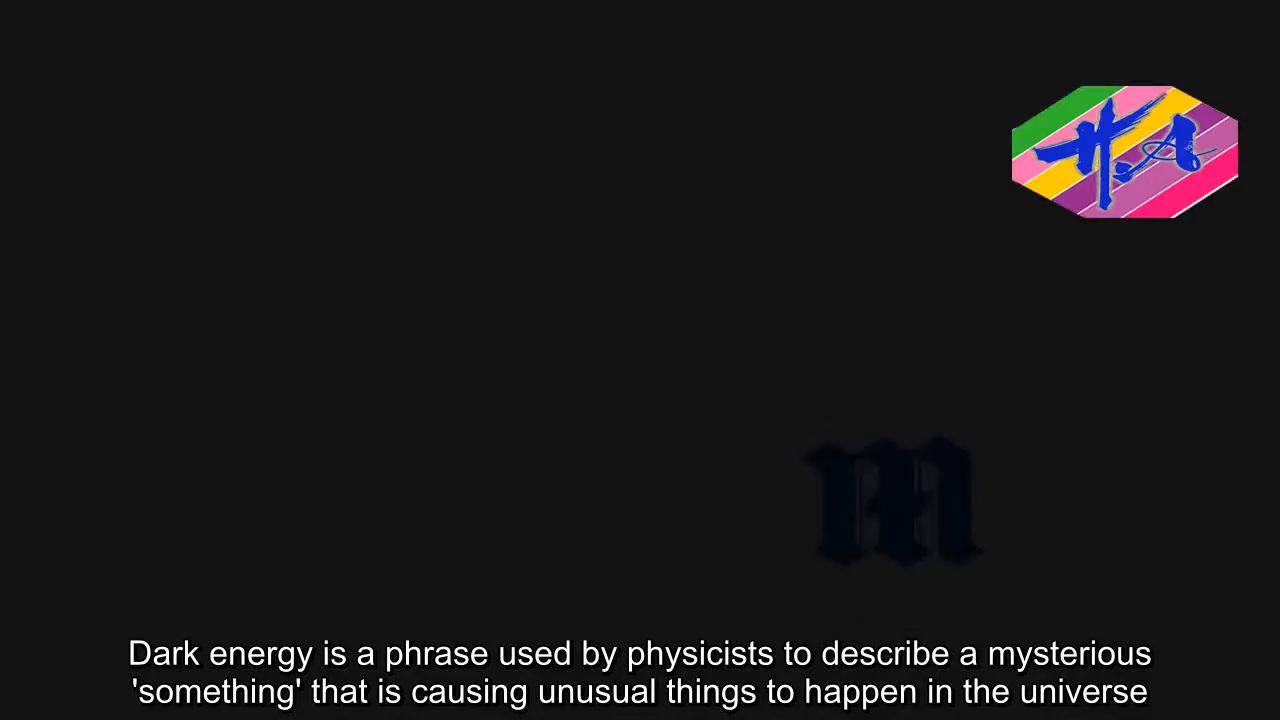 H.A
m
Dark energy is a phrase used by physicists to describe a mysterious
'something' that is causing unusual things to happen in the universe